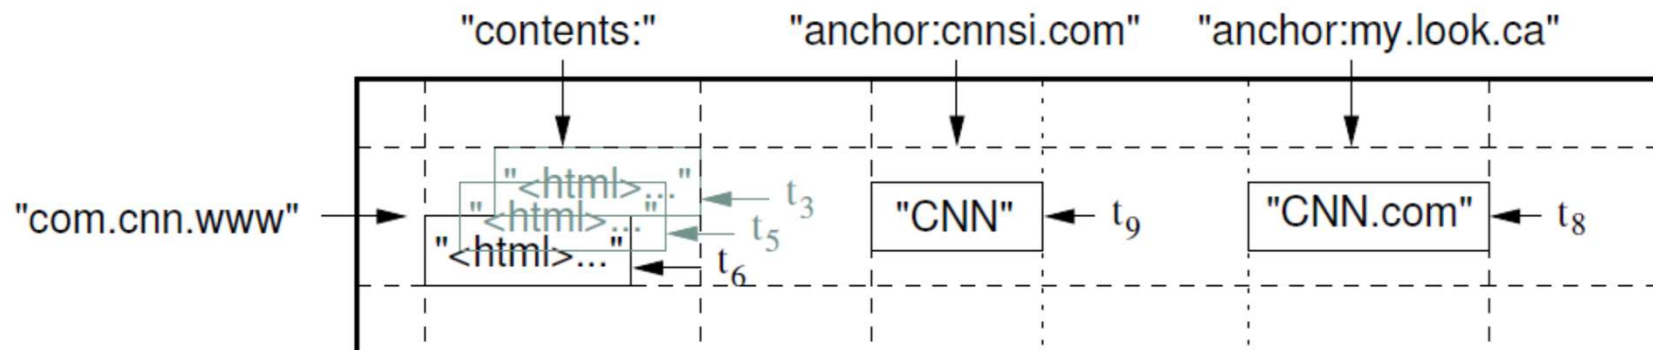 "contents:" "anchor:cnnsi.com" "anchor:my.look.ca"
"<html>..." t3
"com.cnn.www" "<html>..." t5 "CNN" t9 "CNN.com" t8
"<html>..." t6